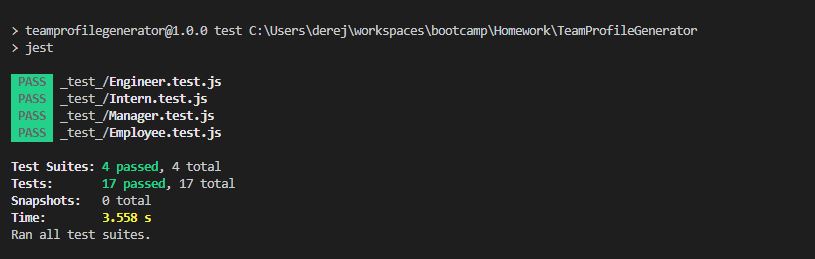 > teamprofilegenerator@1.0.0 test C:\Users\derej\workspaces\bootcamp\Homework\TeamProfileGenerator
> jest
PASS _test_/Engineer.test.js
PASS _test_/Intern.test.js
PASS _test_/Manager.test.js
PASS _test_/Employee.test.js
Test Suites: 4 passed, 4 total
Tests: 17 passed, 17 total
Snapshots: 0 total
Time: 3.558 s
Ran all test suites.